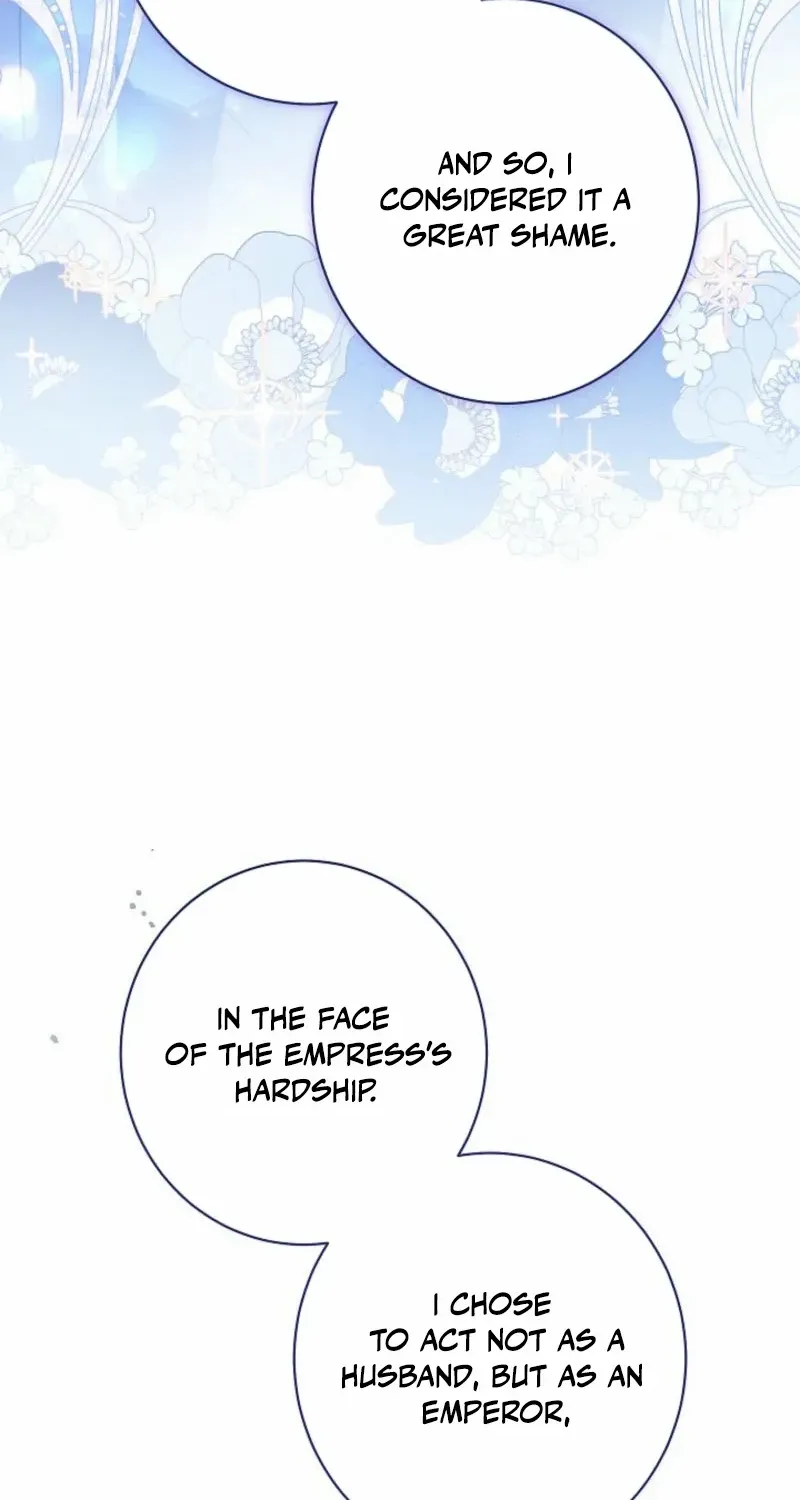 AND SO, I
CONSIDERED IT A
GREAT SHAME.
IN THE FACE
OF THE EMPRESS'S
HARDSHIP.
I CHOSE
TO ACT NOT AS A
HUSBAND, BUT AS AN
EMPEROR,